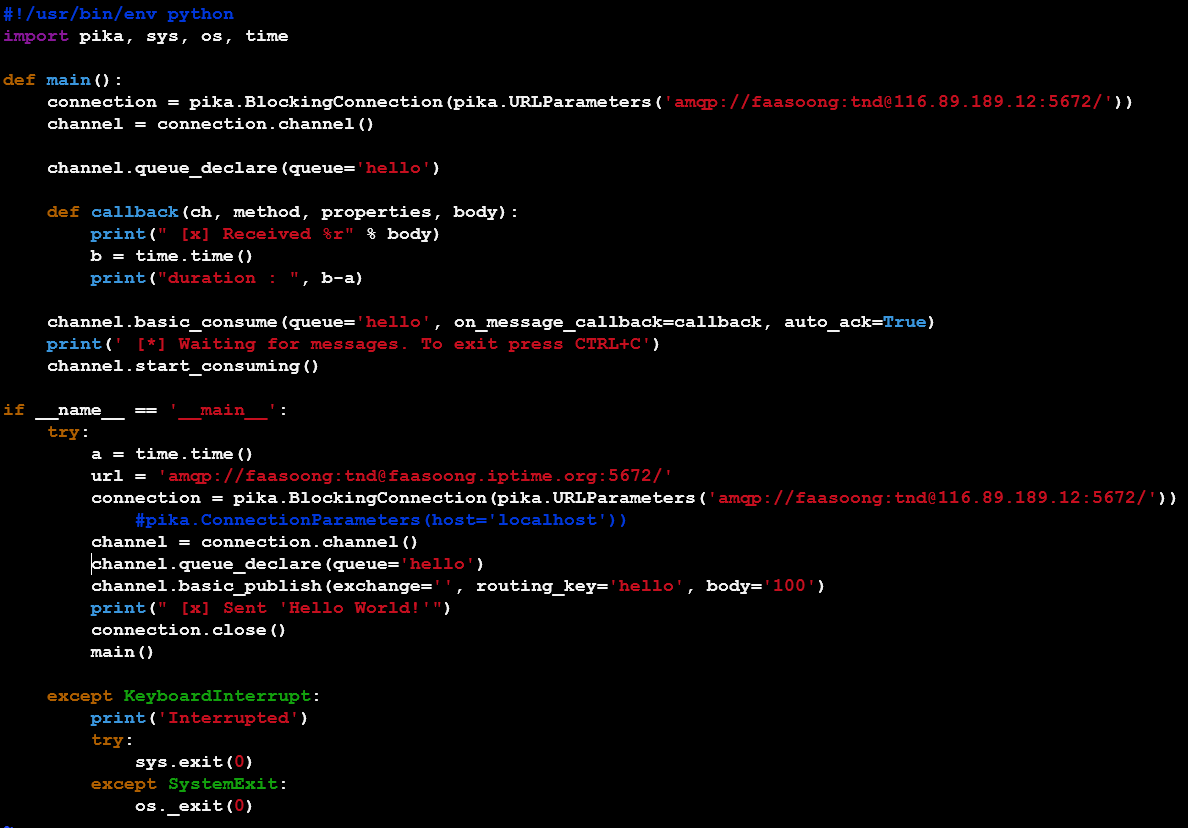 #!/usr/bin/env python
import pika, sys, os, time
def main():
connection = pika.BlockingConnection(pika.URLParameters('amqp://faasoong:tnd@116.89.189.12:5672/'))
channel = connection.channel()
channel.queue_declare(queue='hello')
def callback(ch, method, properties, body):
print(" [x] Received %r" % body)
b = time.time()
print("duration : ", b-a)
channel.basic_consume(queue='hello', on_message_callback=callback, auto_ack=True)
print(' [*] Waiting for messages. To exit press CTRL+C')
channel.start_consuming()
if __name__ == '__main__':
try:
a = time.time()
url = 'amqp://faasoong:tnd@faasoong.iptime.org:5672/'
connection = pika.BlockingConnection(pika.URLParameters('amqp://faasoong:tnd@116.89.189.12:5672/'))
#pika.ConnectionParameters(host='localhost'))
channel = connection.channel()
channel.queue_declare(queue='hello')
channel.basic_publish(exchange='', routing_key='hello', body='100')
print(" [x] Sent 'Hello World!'")
connection.close()
main()
except KeyboardInterrupt:
print('Interrupted')
try:
sys.exit(0)
except SystemExit:
os._exit(0)